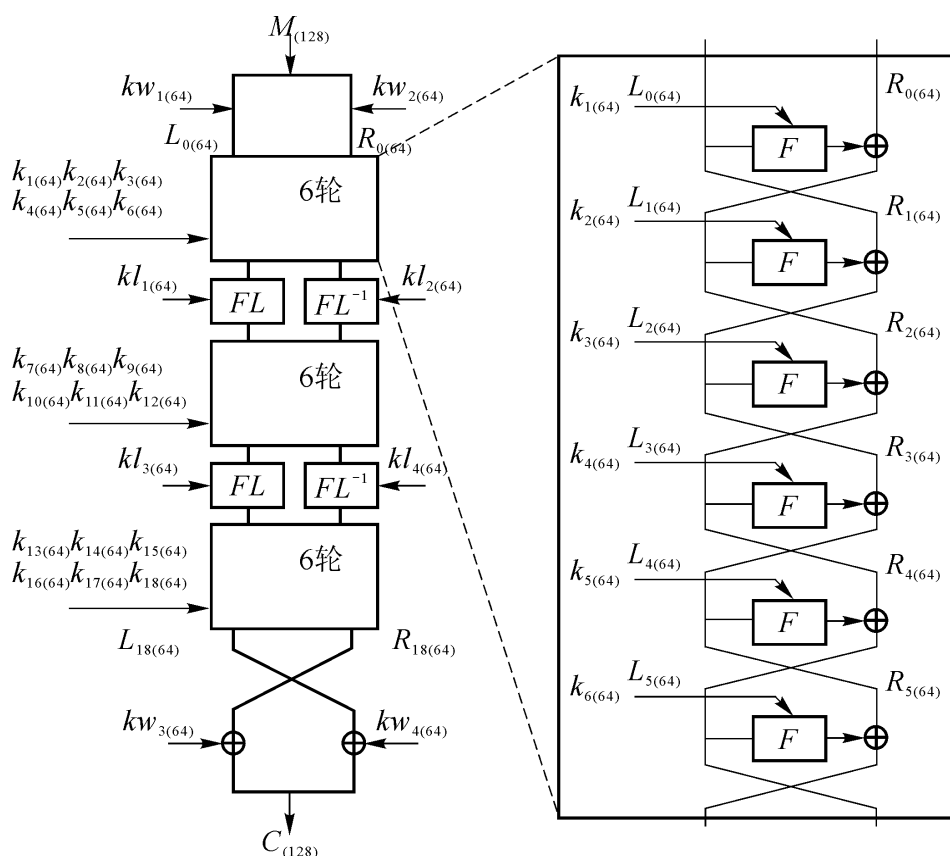 M(128)
kw1(64)
kw2(64)
L0(64)
R0(64)
k1(64)k2(64)k3(64)
k4(64)k5(64)k6(64)
6轮
kl1(64)
FL
FL⁻¹
kl2(64)
k7(64)k8(64)k9(64)
k10(64)k11(64)k12(64)
6轮
kl3(64)
FL
FL⁻¹
kl4(64)
k13(64)k14(64)k15(64)
k16(64)k17(64)k18(64)
6轮
L18(64)
R18(64)
kw3(64)
kw4(64)
C(128)
k1(64)
L0(64)
R0(64)
F
k2(64)
L1(64)
R1(64)
F
k3(64)
L2(64)
R2(64)
F
k4(64)
L3(64)
R3(64)
F
k5(64)
L4(64)
R4(64)
F
k6(64)
L5(64)
R5(64)
F